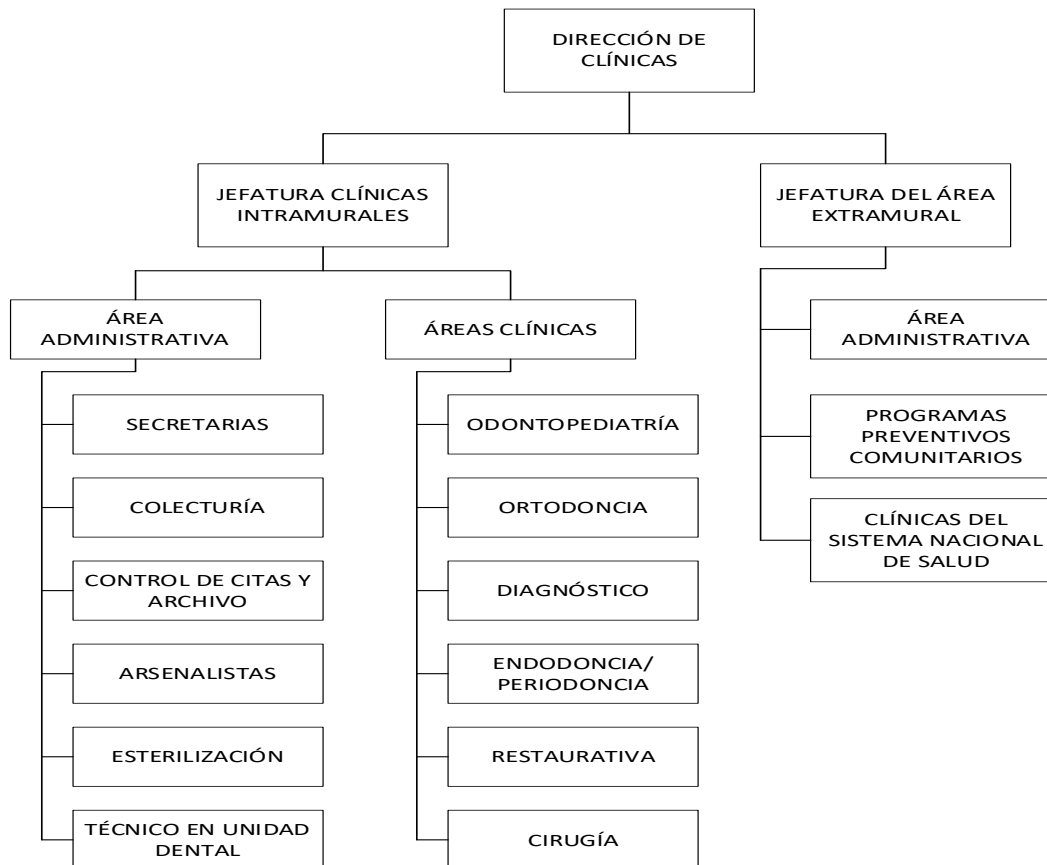 DIRECCIÓN DE
CLÍNICAS
JEFATURA CLÍNICAS
INTRAMURALES
JEFATURA DEL ÁREA
EXTRAMURAL
ÁREA
ADMINISTRATIVA
ÁREAS CLÍNICAS
ÁREA
ADMINISTRATIVA
SECRETARIAS
COLECTURÍA
CONTROL DE CITAS Y
ARCHIVO
ARSENALISTAS
ESTERILIZACIÓN
TÉCNICO EN UNIDAD
DENTAL
ODONTOPEDIATRÍA
ORTODONCIA
DIAGNÓSTICO
ENDODONCIA/
PERIODONCIA
RESTAURATIVA
CIRUGÍA
PROGRAMAS
PREVENTIVOS
COMUNITARIOS
CLÍNICAS DEL
SISTEMA NACIONAL
DE SALUD